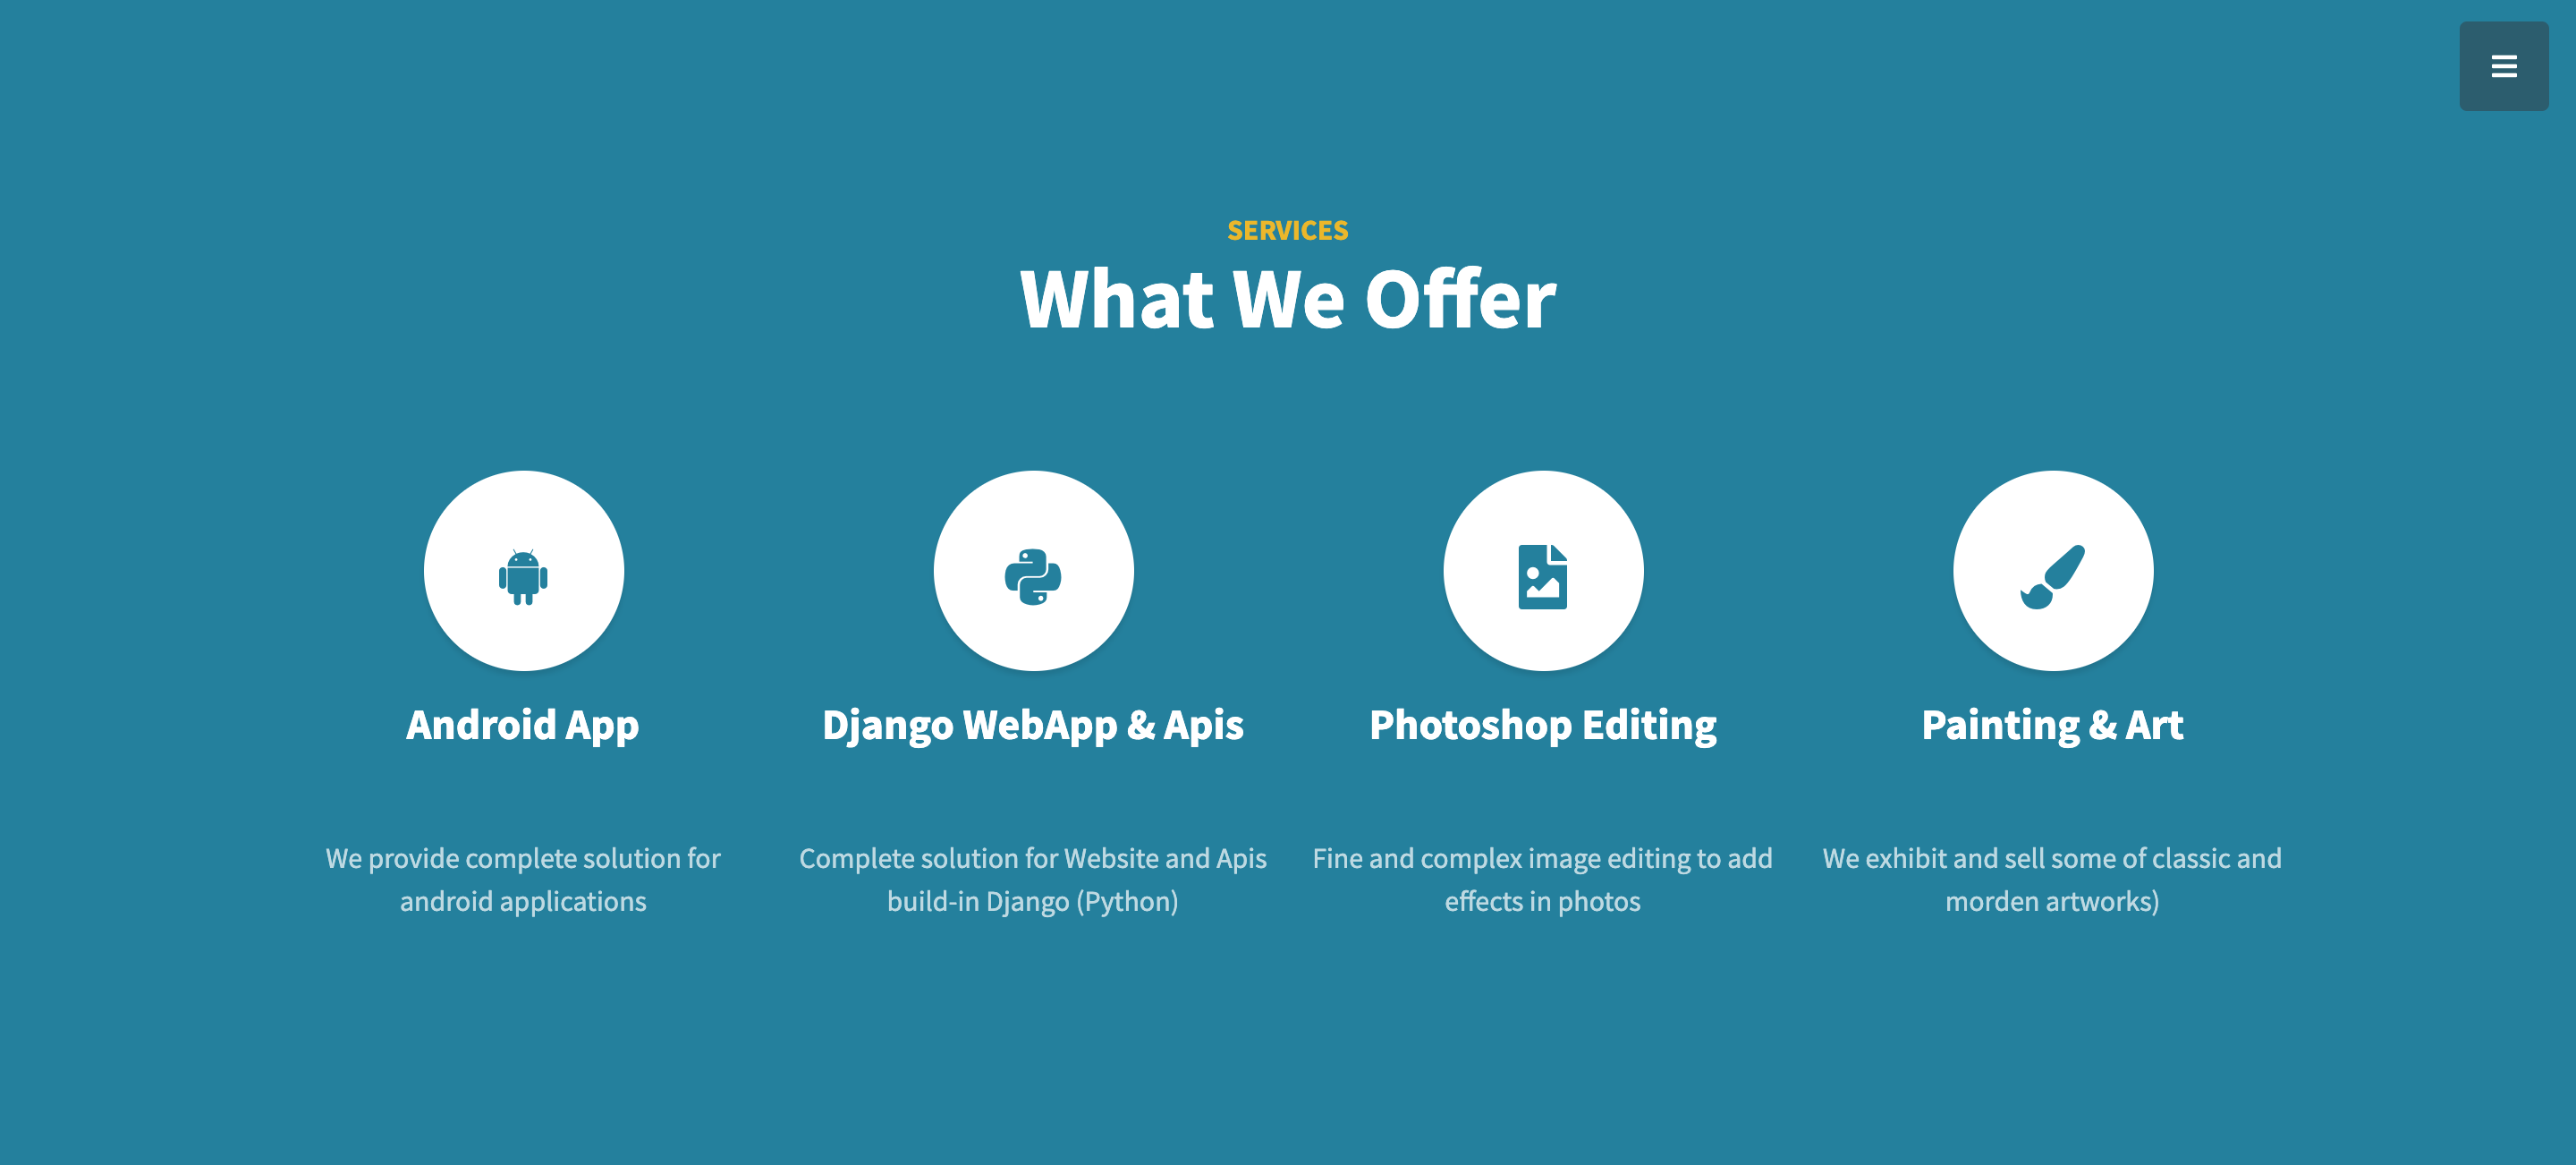 SERVICES
What We Offer
Android App
We provide complete solution for
android applications
Django WebApp & Apis
Complete solution for Website and Apis
build-in Django (Python)
Photoshop Editing
Fine and complex image editing to add
effects in photos
Painting & Art
We exhibit and sell some of classic and
morden artworks)